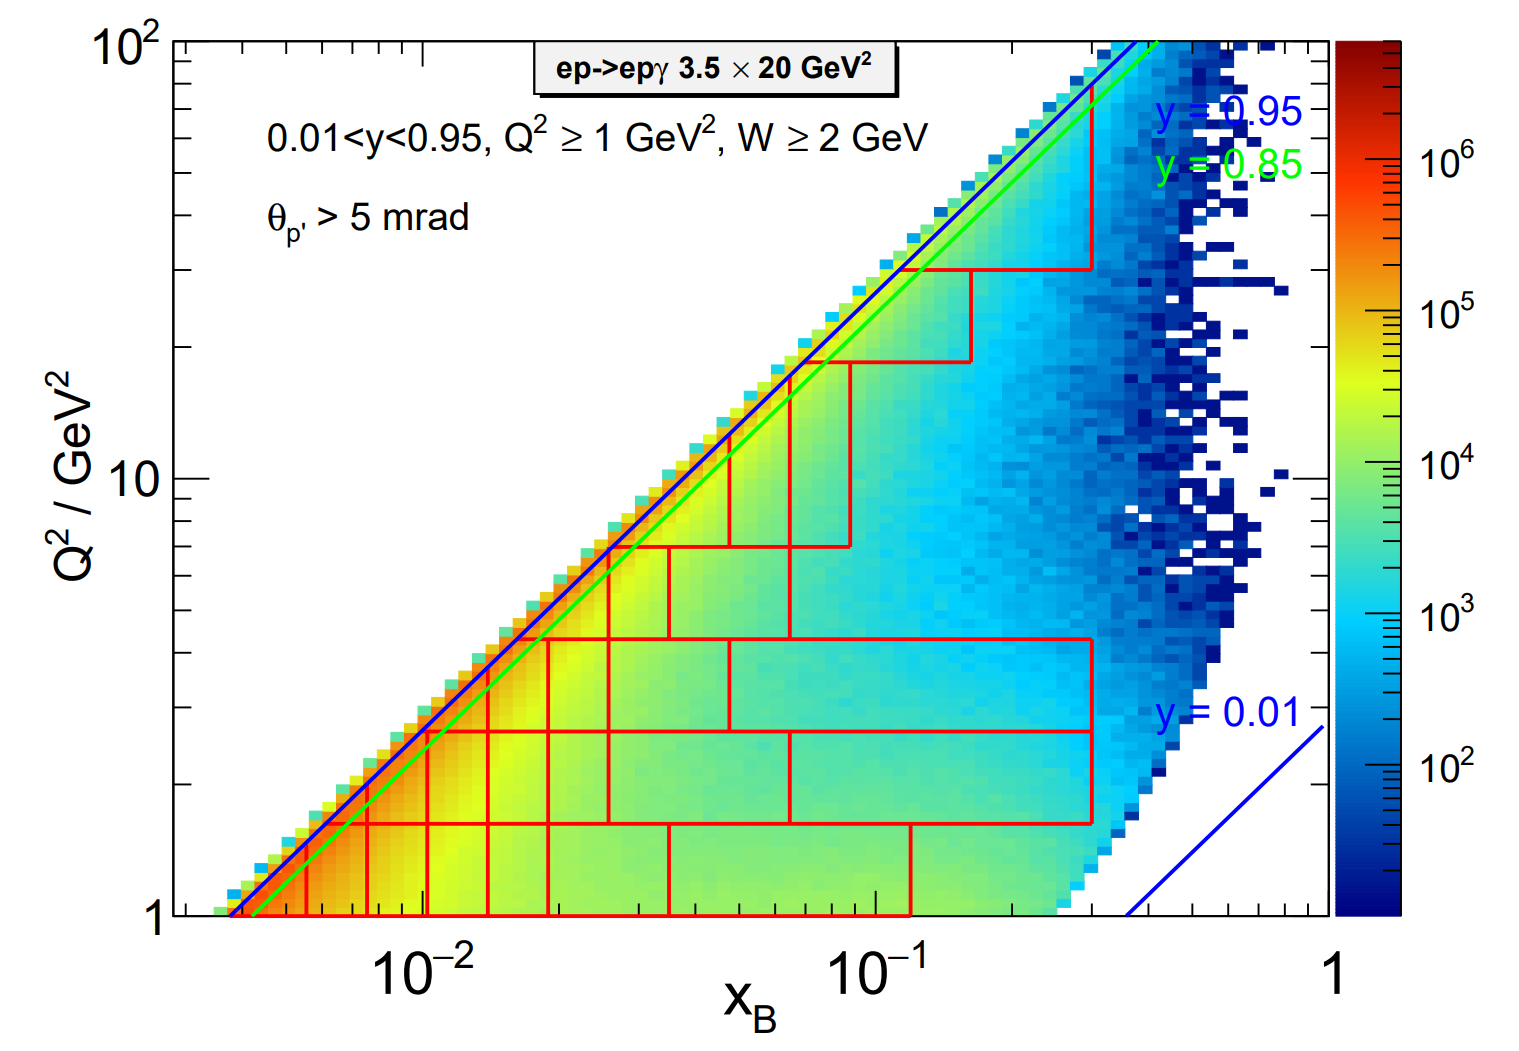 ep->epγ 3.5 × 20 GeV²
0.01<y<0.95, Q² ≥ 1 GeV², W ≥ 2 GeV
θp' > 5 mrad
y = 0.95
y = 0.85
y = 0.01
Q² / GeV²
10²
10
1
10⁻²
10⁻¹
1
xB
10⁶
10⁵
10⁴
10³
10²